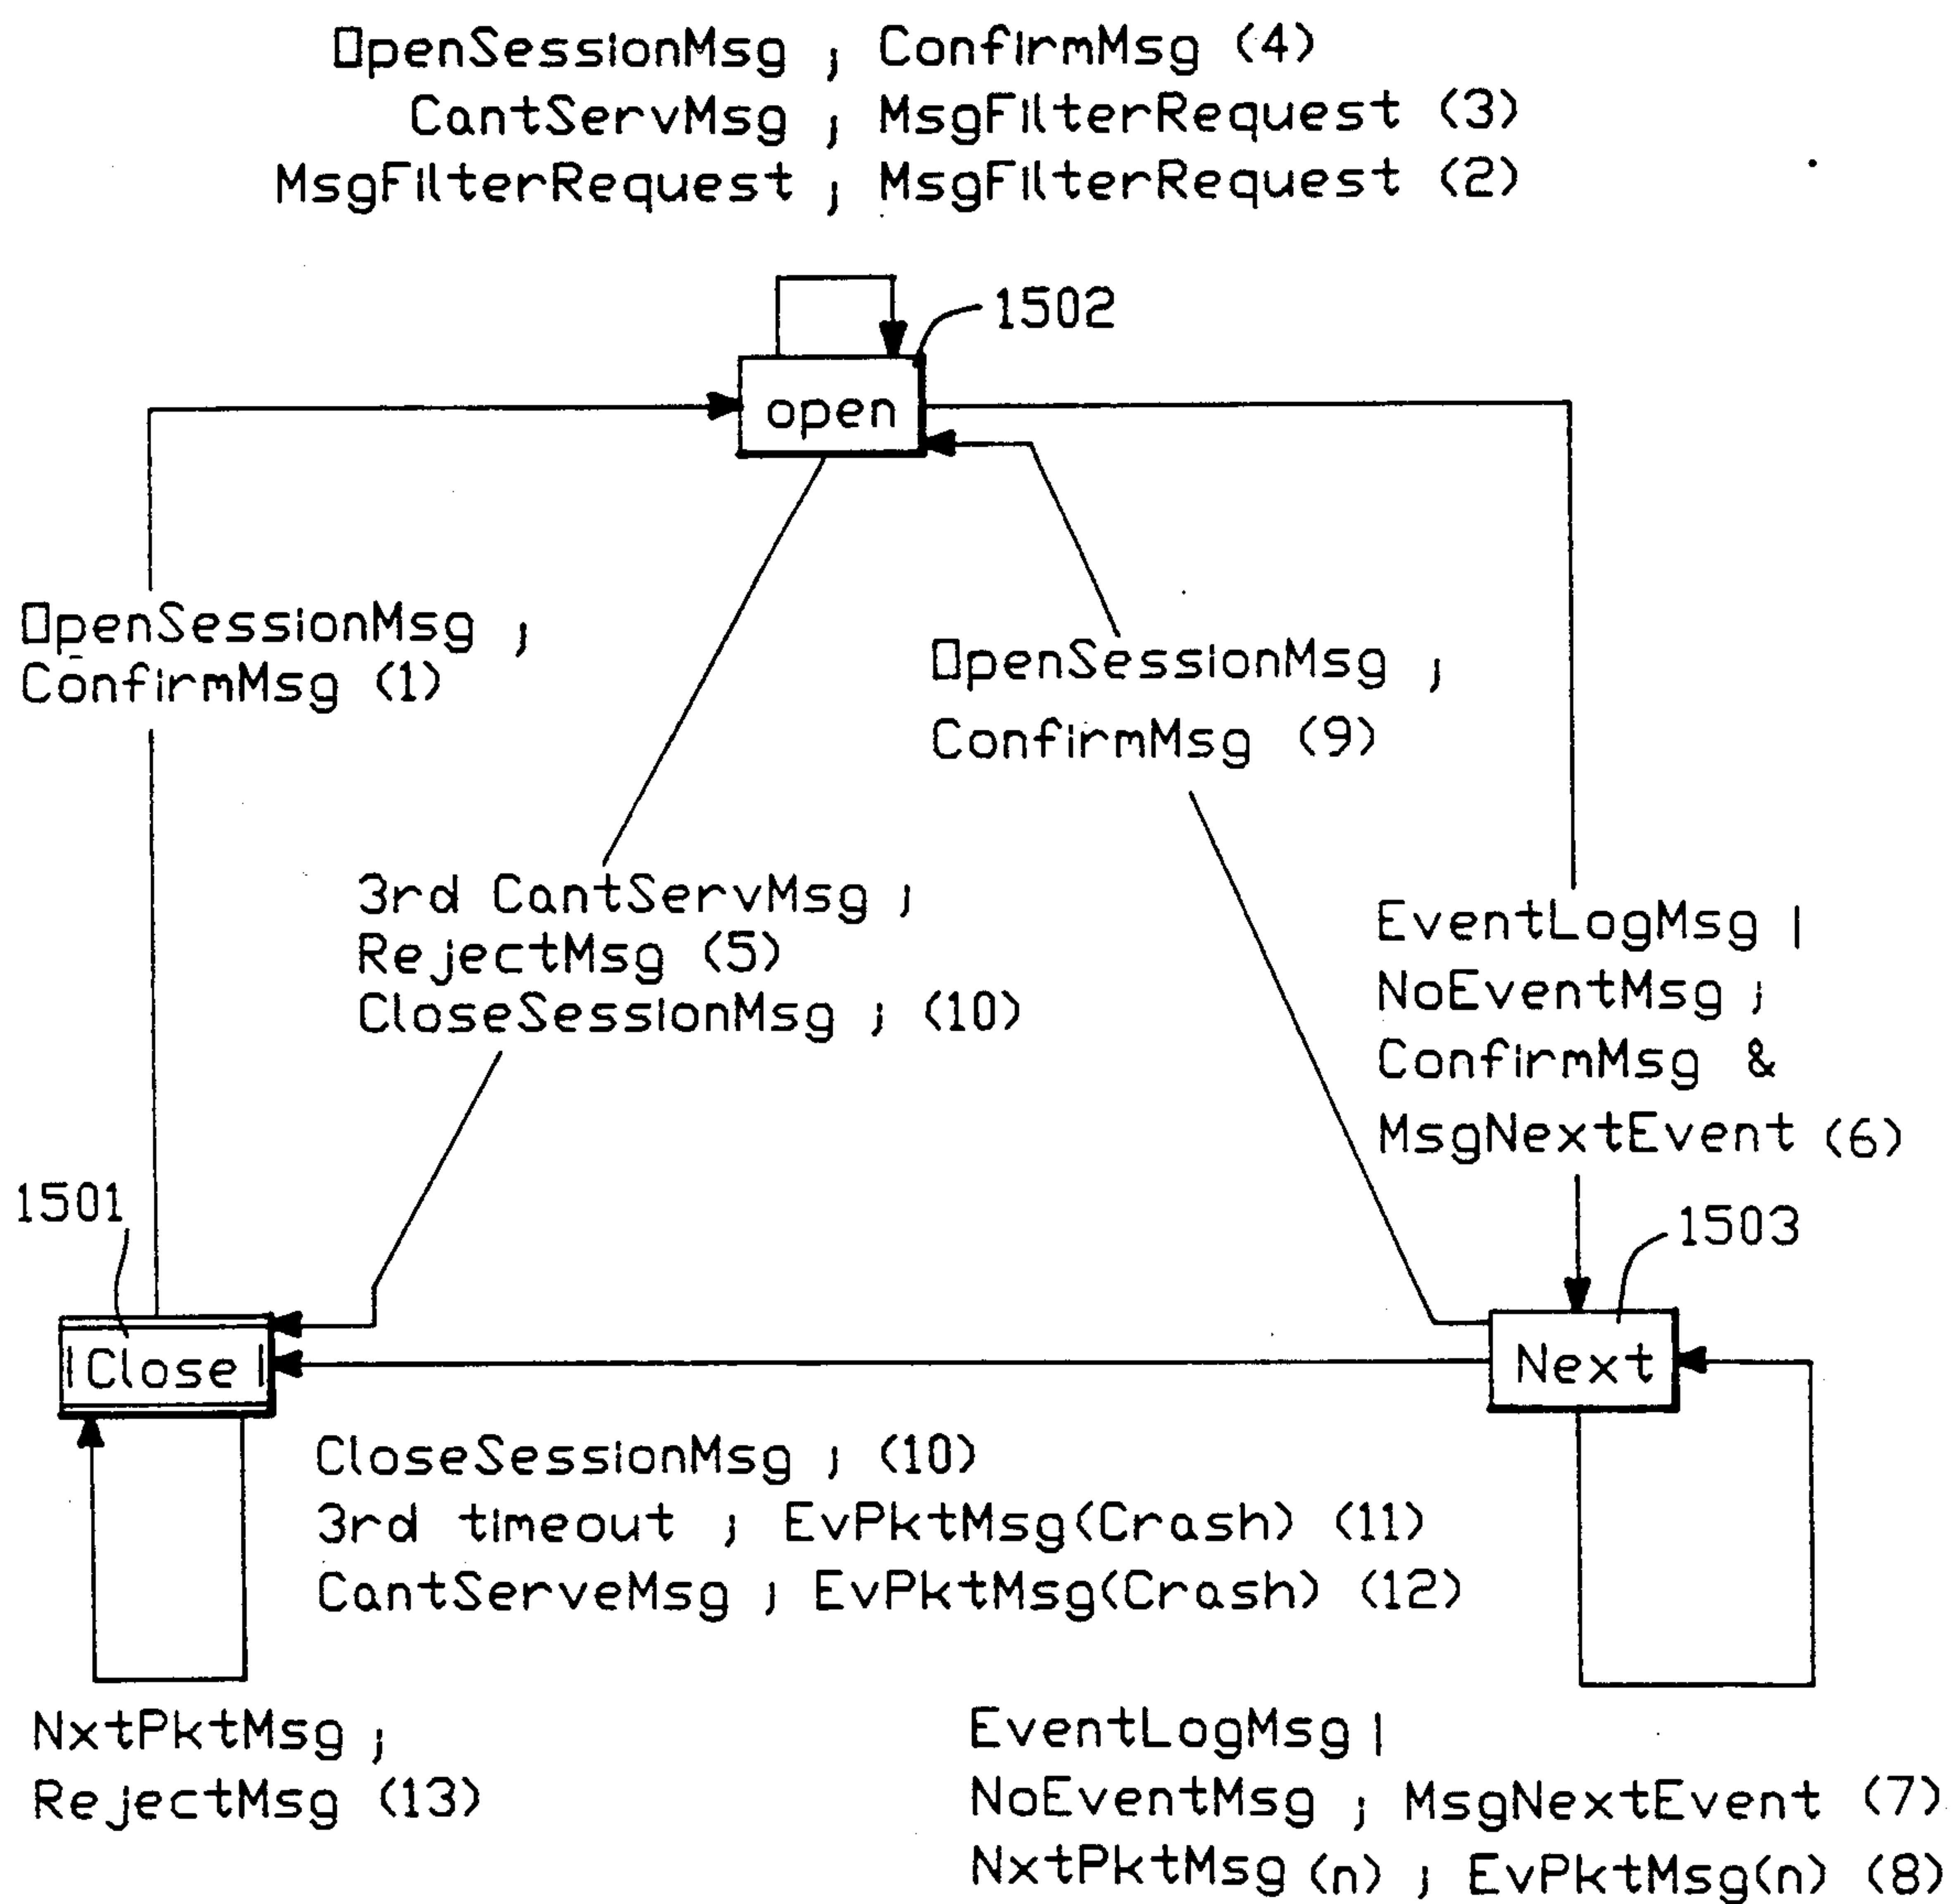 OpenSessionMsg ; ConfirmMsg (4)
CantServMsg ; MsgFilterRequest (3)
MsgFilterRequest ; MsgFilterRequest (2)
1502
open
OpenSessionMsg ;
ConfirmMsg (1)
OpenSessionMsg ;
ConfirmMsg (9)
3rd CantServMsg ;
RejectMsg (5)
CloseSessionMsg ; (10)
EventLogMsg |
NoEventMsg ;
ConfirmMsg &
MsgNextEvent (6)
1501
1503
|Close|
Next
CloseSessionMsg ; (10)
3rd timeout ; EvPktMsg(Crash) (11)
CantServeMsg ; EvPktMsg(Crash) (12)
NxtPktMsg ;
RejectMsg (13)
EventLogMsg |
NoEventMsg ; MsgNextEvent (7)
NxtPktMsg (n) ; EvPktMsg(n) (8)